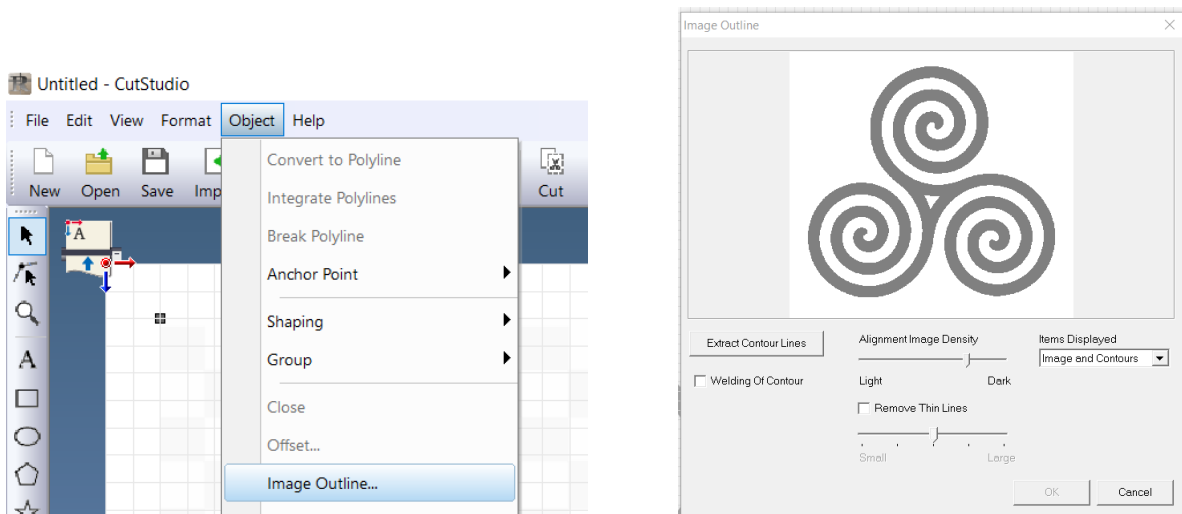 Untitled - CutStudio
File Edit View Format Object Help
New Open Save Imp Cut
Convert to Polyline
Integrate Polylines
Break Polyline
Anchor Point
Shaping
Group
Close
Offset...
Image Outline...
A
A
Image Outline
Extract Contour Lines
Welding Of Contour
Alignment Image Density
Light Dark
Remove Thin Lines
Small Large
Items Displayed
Image and Contours
OK Cancel